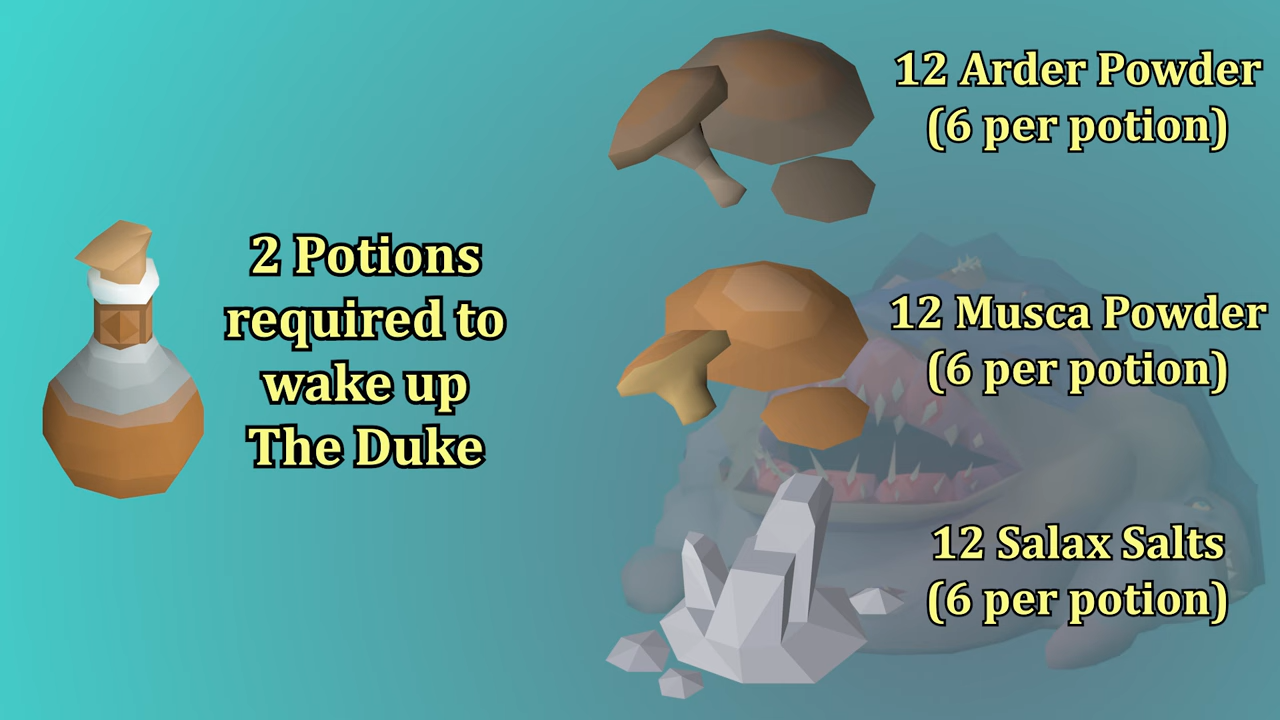 2 Potions
required to
wake up
The Duke
12 Arder Powder
(6 per potion)
12 Musca Powder
(6 per potion)
12 Salax Salts
(6 per potion)